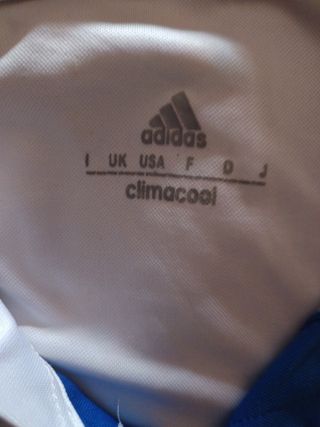 adidas
I UK USA F D J
climacool